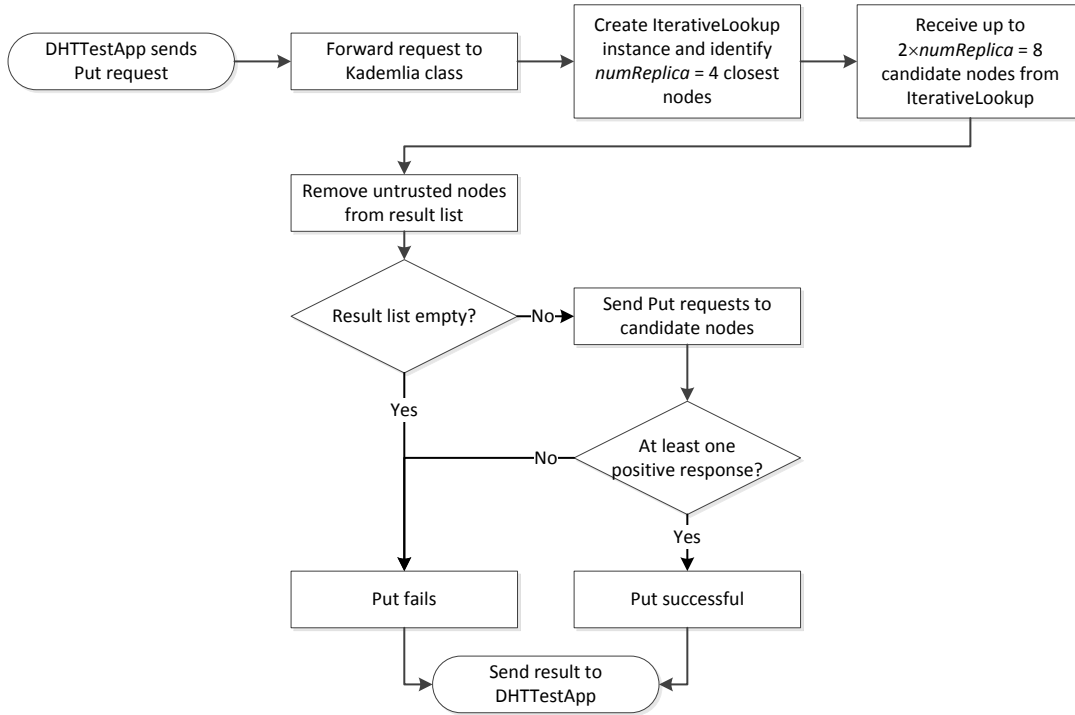 DHTTestApp sends
Put request
Forward request to
Kademlia class
Create IterativeLookup
instance and identify
numReplica = 4 closest
nodes
Receive up to
2×numReplica = 8
candidate nodes from
IterativeLookup
Remove untrusted nodes
from result list
Result list empty?
No
Send Put requests to
candidate nodes
Yes
At least one
positive response?
No
Yes
Put fails
Put successful
Send result to
DHTTestApp